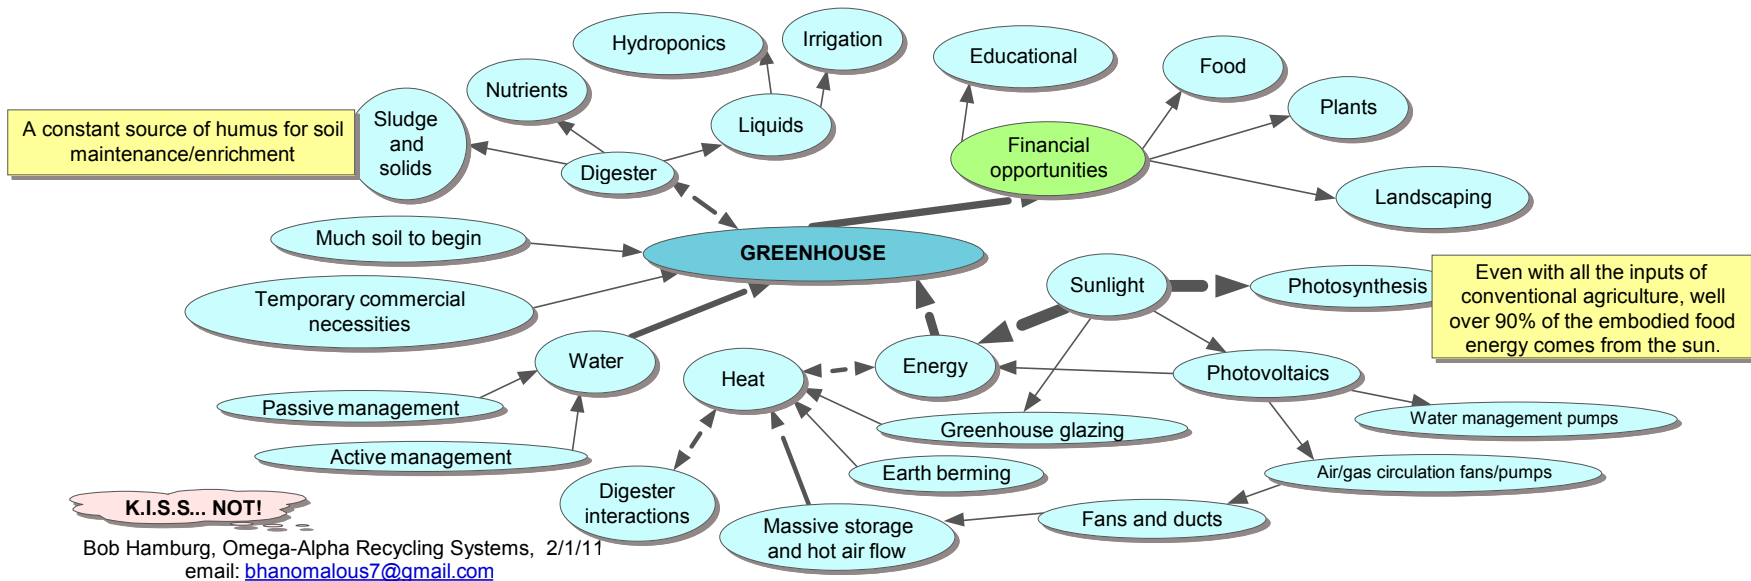 Hydroponics
Irrigation
Educational
Food
Nutrients
Plants
A constant source of humus for soil
maintenance/enrichment
Sludge
and
solids
Liquids
Financial
opportunities
Digester
Landscaping
Much soil to begin
GREENHOUSE
Sunlight
Photosynthesis
Even with all the inputs of
conventional agriculture, well
over 90% of the embodied food
energy comes from the sun.
Temporary commercial
necessities
Water
Heat
Energy
Photovoltaics
Passive management
Greenhouse glazing
Water management pumps
Active management
Earth berming
Air/gas circulation fans/pumps
Digester
interactions
Massive storage
and hot air flow
Fans and ducts
K.I.S.S... NOT!
Bob Hamburg, Omega-Alpha Recycling Systems, 2/1/11
email: bhanomalous7@gmail.com